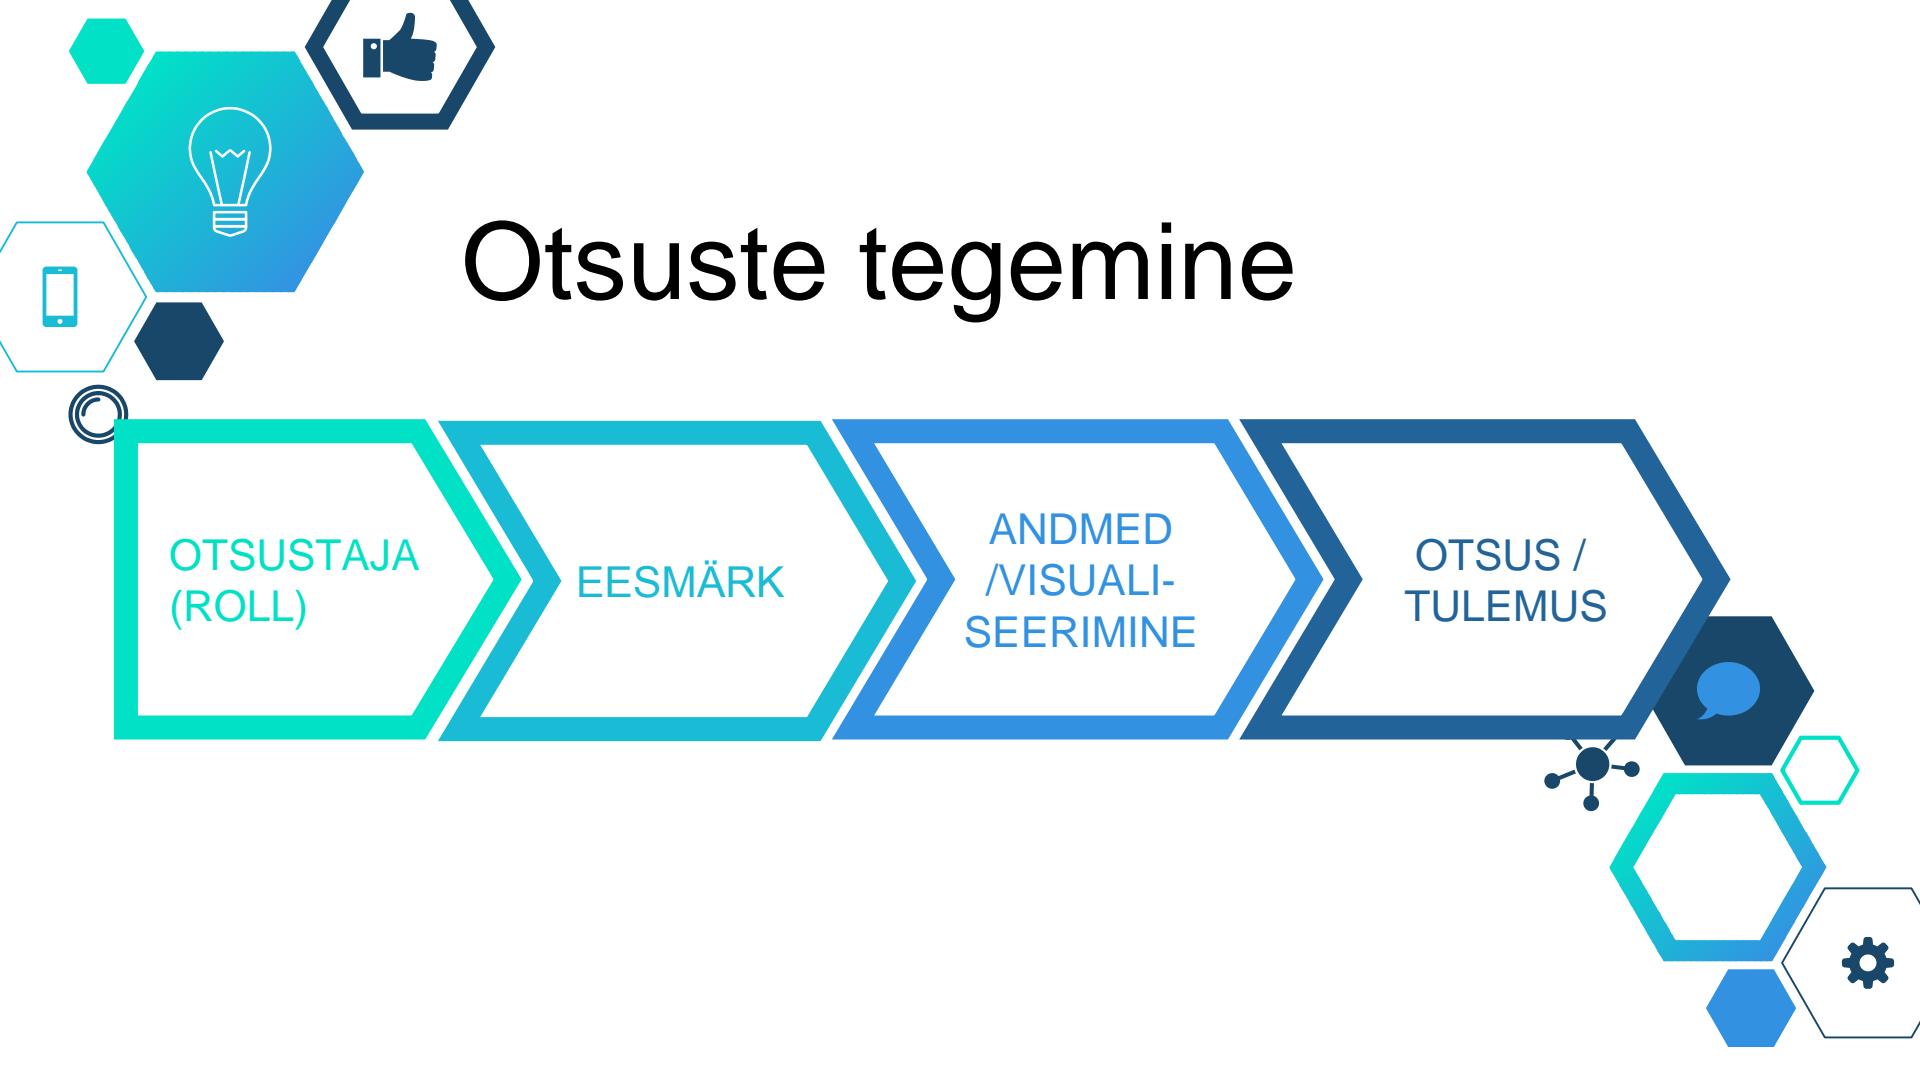 Otsuste tegemine
OTSUSTAJA
(ROLL)
EESMÄRK
ANDMED
/VISUALI-
SEERIMINE
OTSUS /
TULEMUS